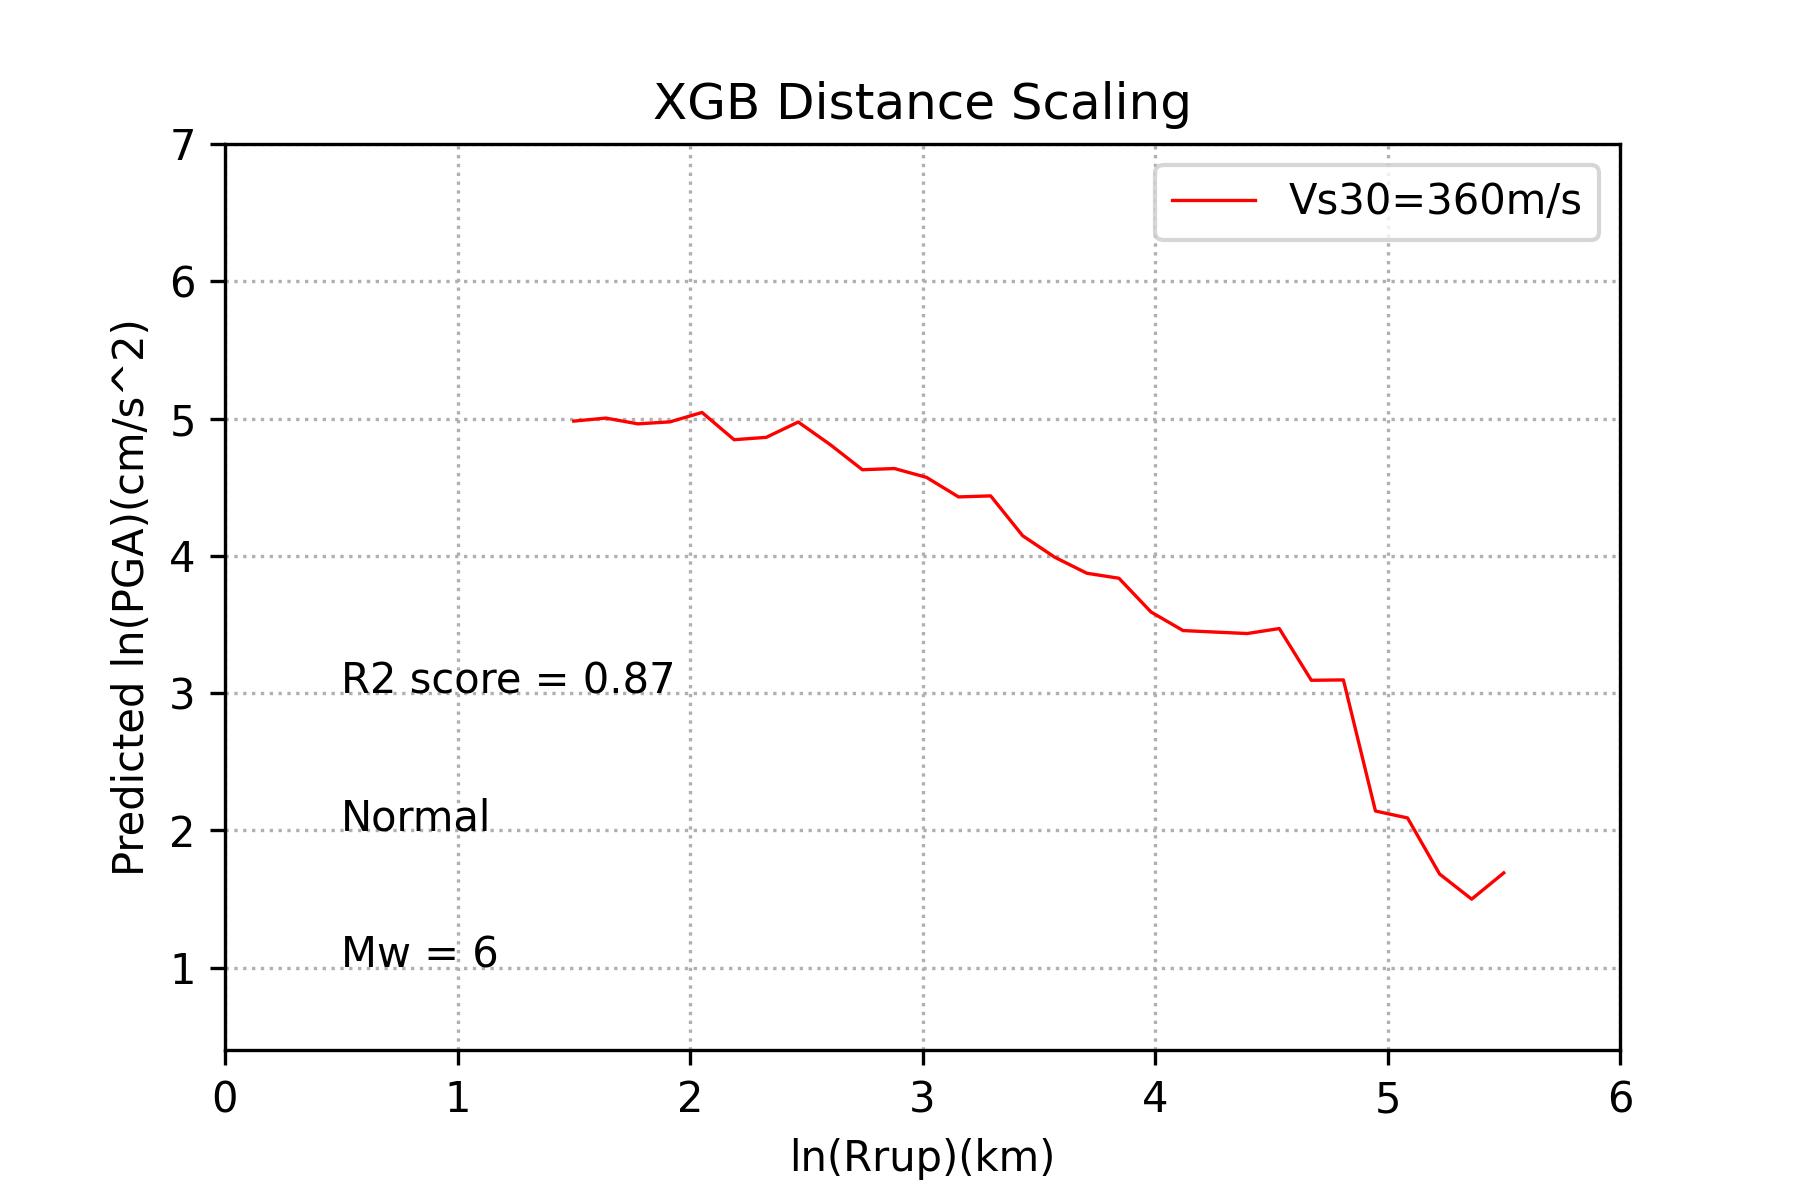 XGB Distance Scaling
Vs30=360m/s
7
6
5
4
3
2
1
Predicted ln(PGA)(cm/s^2)
R2 score = 0.87
Normal
Mw = 6
0 1 2 3 4 5 6
ln(Rrup)(km)